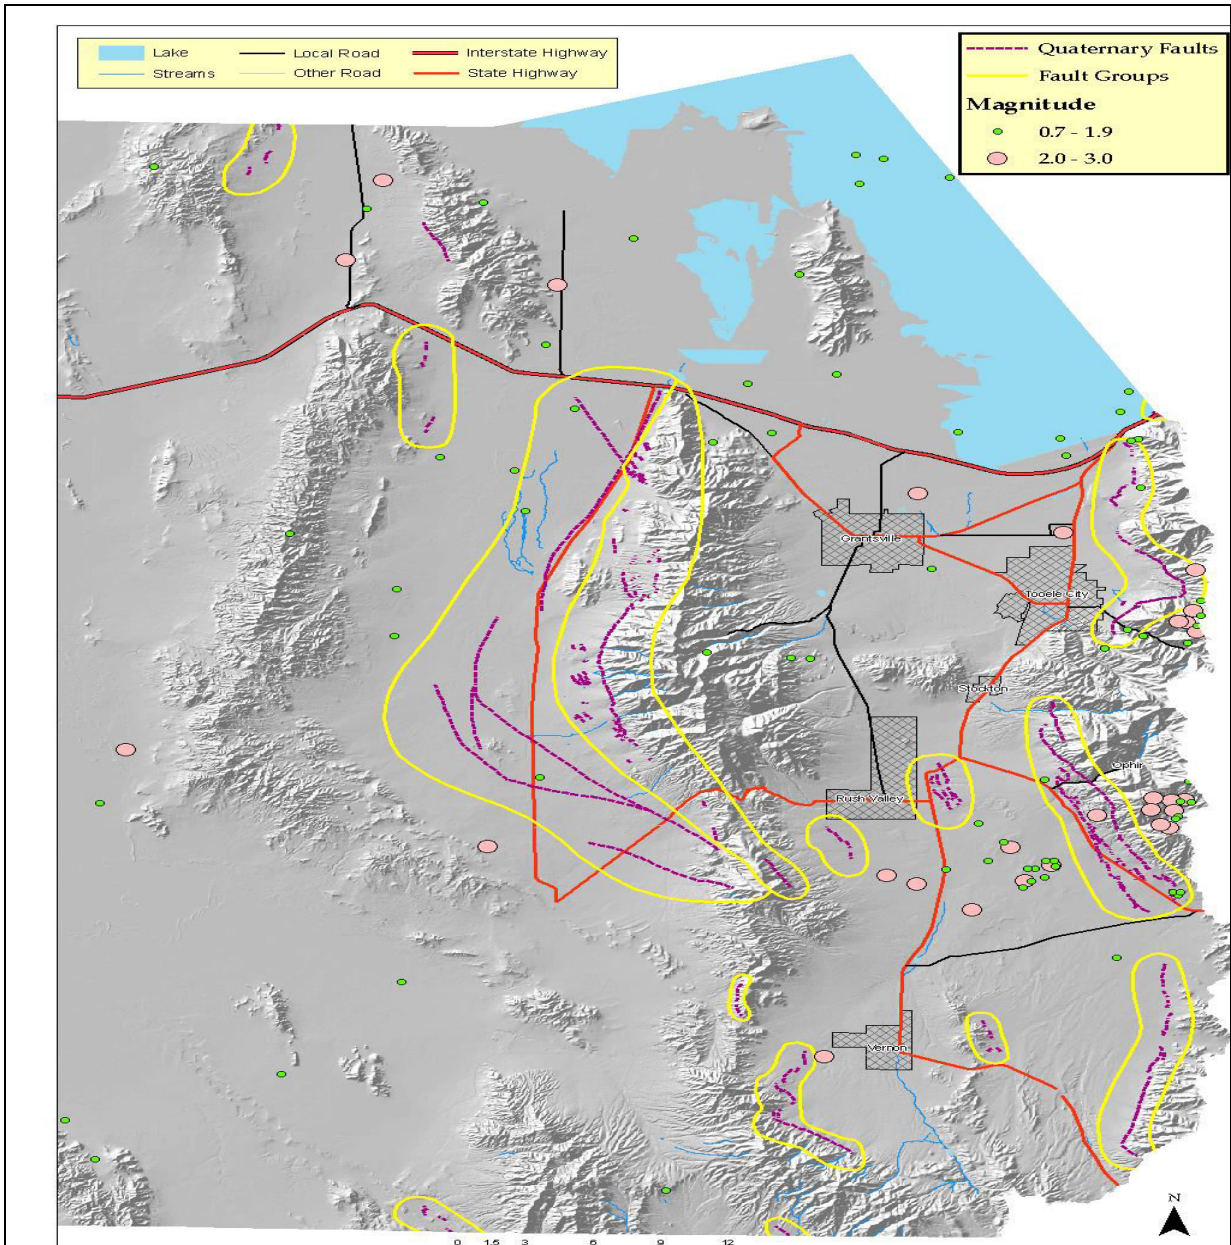 Lake Local Road Interstate Highway
Streams Other Road State Highway
Quaternary Faults
Fault Groups
Magnitude
0.7 - 1.9
2.0 - 3.0
Grantsville
Tooele City
Stockton
Ophir
Rush Valley
Vernon
N
0 1.5 3 6 9 12